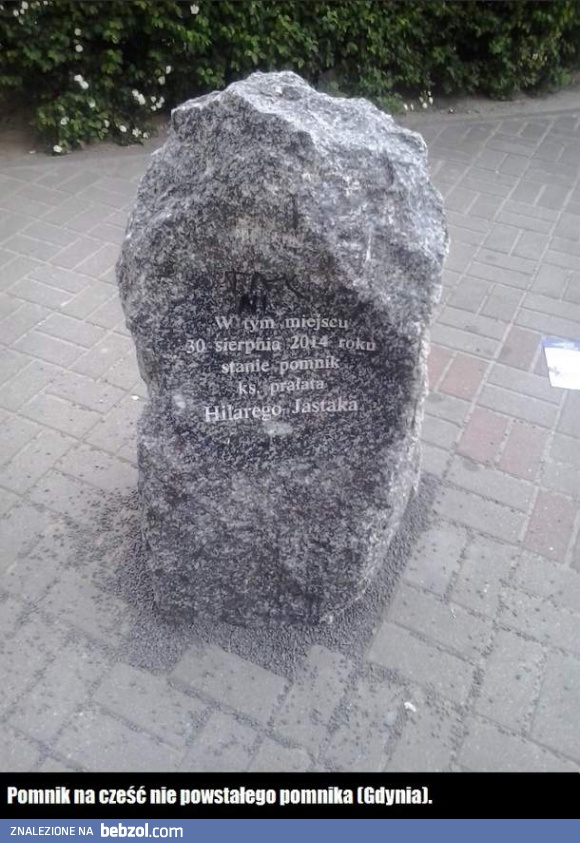 W tym miejscu
30 sierpnia 2014 roku
stanie pomnik
ks. prałata
Hilarego Jastaka
Pomnik na cześć nie powstałego pomnika (Gdynia).
ZNALEZIONE NA bebzol.com